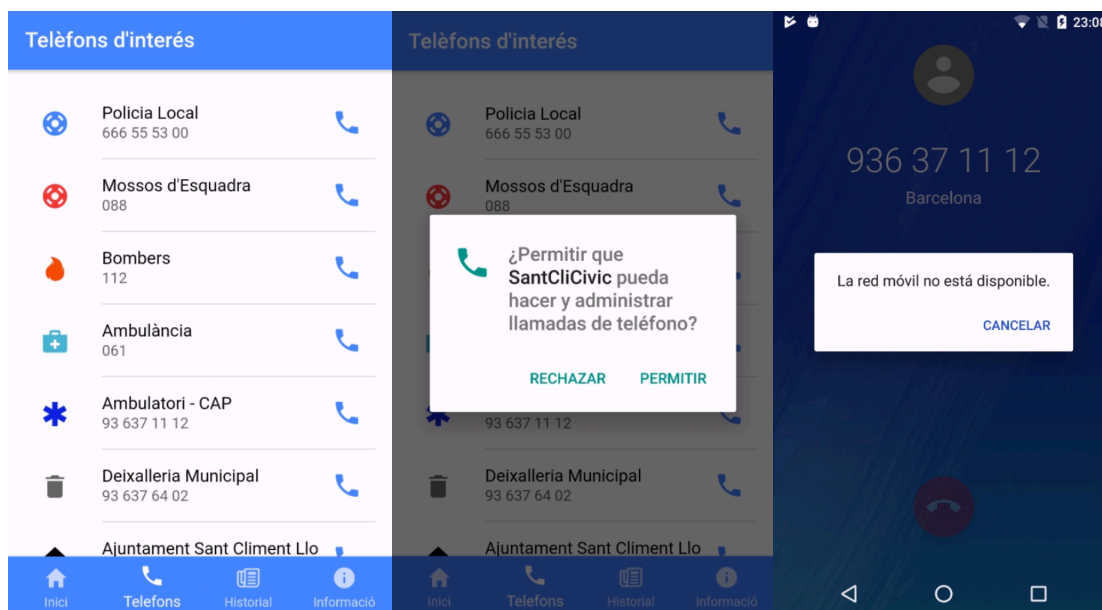 Telèfons d'interés
Policia Local
666 55 53 00
Mossos d'Esquadra
088
Bombers
112
Ambulància
061
Ambulatori - CAP
93 637 11 12
Deixalleria Municipal
93 637 64 02
Ajuntament Sant Climent Llo
Inici
Telefons
Historial
Informació
Telèfons d'interés
Policia Local
666 55 53 00
Mossos d'Esquadra
088
¿Permitir que
SantCliCivic pueda
hacer y administrar
llamadas de teléfono?
RECHAZAR PERMITIR
93 637 11 12
Deixalleria Municipal
93 637 64 02
Ajuntament Sant Climent Llo
Inici
Telefons
Historial
Informació
23:08
936 37 11 12
Barcelona
La red móvil no está disponible.
CANCELAR